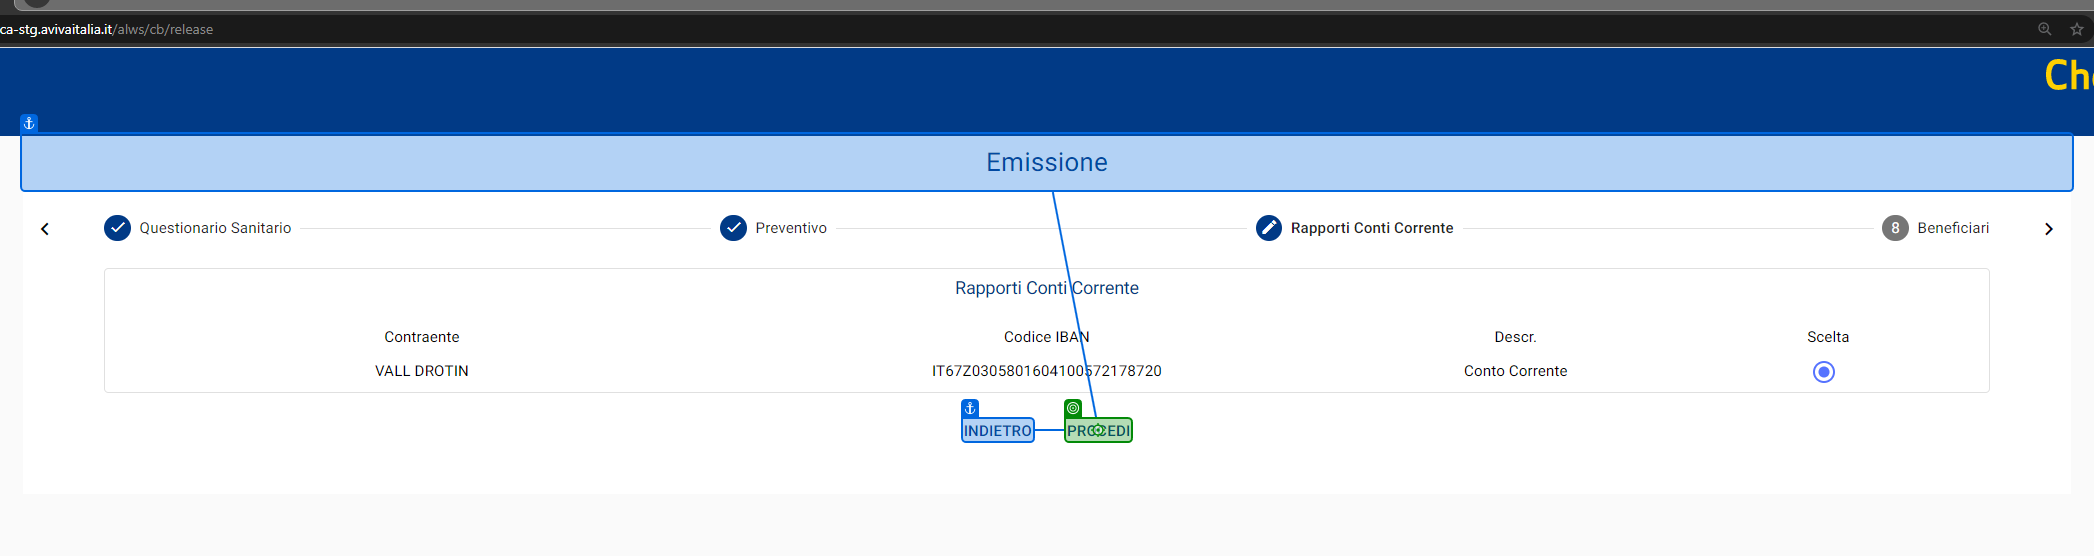 ca-stg.avivaitalia.it/alws/cb/release
Emissione
Questionario Sanitario
Preventivo
Rapporti Conti Corrente
8 Beneficiari
Rapporti Conti Corrente
Contraente Codice IBAN Descr. Scelta
VALL DROTIN IT67Z0305801604100572178720 Conto Corrente
INDIETRO PROCEDI